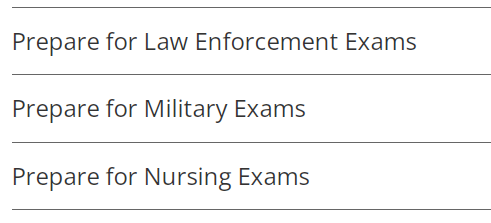 Prepare for Law Enforcement Exams
Prepare for Military Exams
Prepare for Nursing Exams